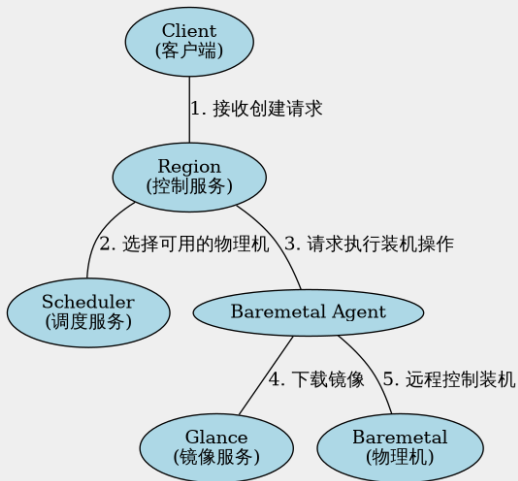 Client
(客户端)
1. 接收创建请求
Region
(控制服务)
2. 选择可用的物理机
3. 请求执行装机操作
Scheduler
(调度服务)
Baremetal Agent
4. 下载镜像
5. 远程控制装机
Glance
(镜像服务)
Baremetal
(物理机)